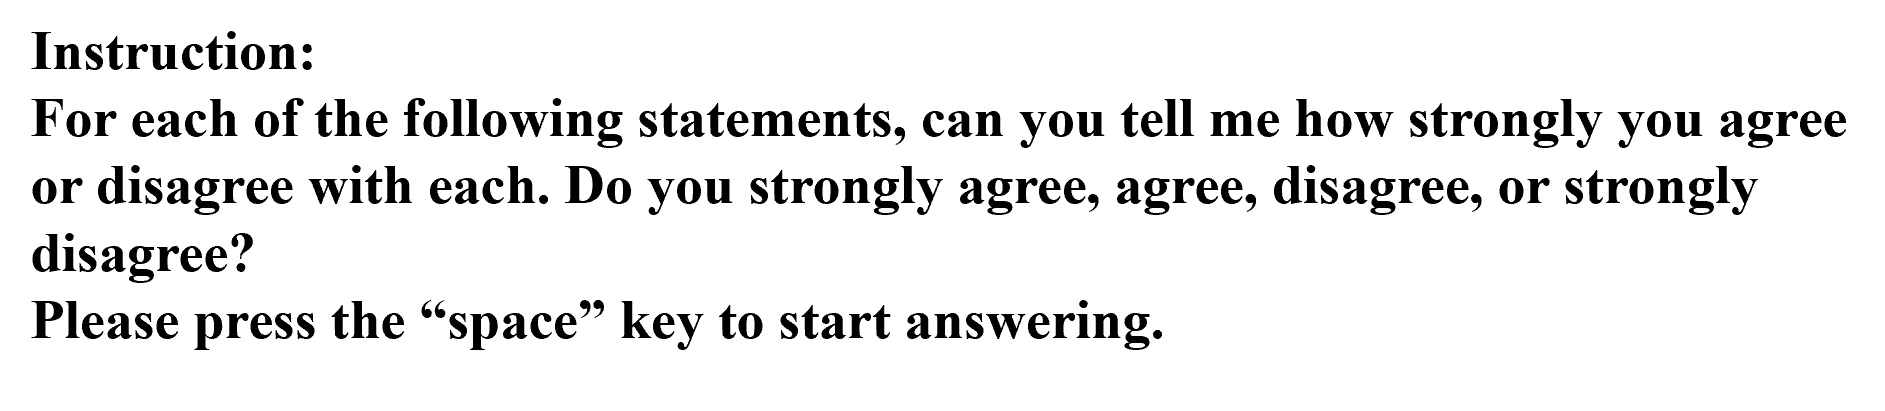 Instruction:
For each of the following statements, can you tell me how strongly you agree
or disagree with each. Do you strongly agree, agree, disagree, or strongly
disagree?
Please press the “space” key to start answering.